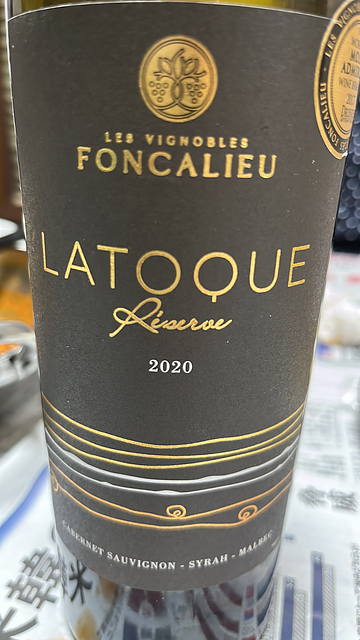 LES VIGNOBLES
FONCALIEU
LATOQUE
Réserve
2020
CABERNET SAUVIGNON - SYRAH - MALBEC